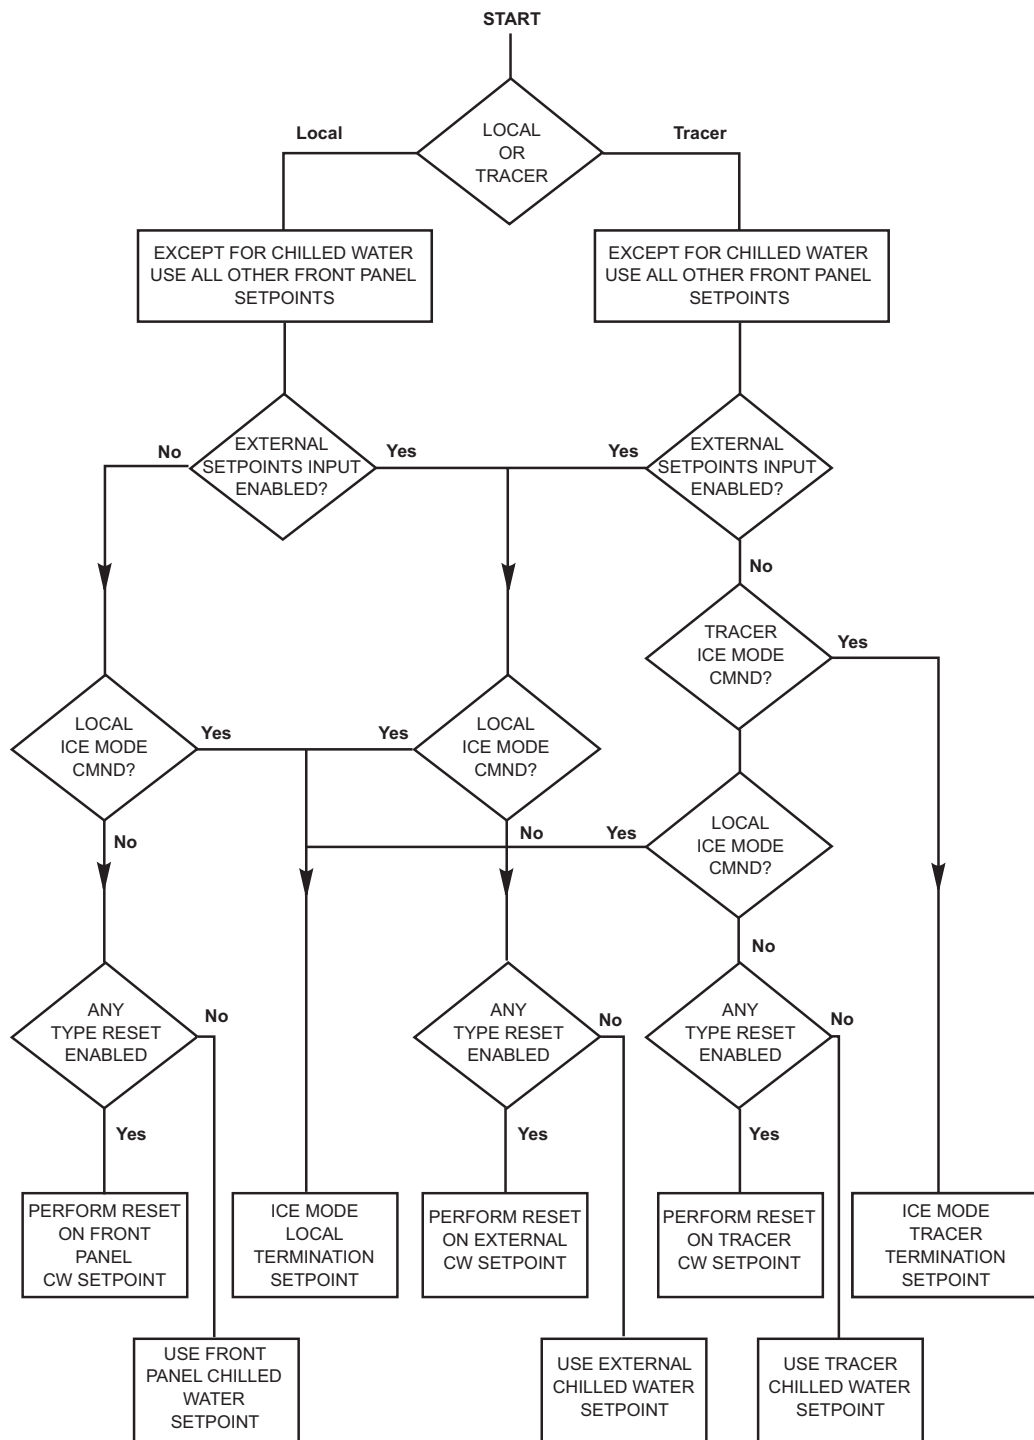 START
LOCAL
OR
TRACER
Local
Tracer
EXCEPT FOR CHILLED WATER
USE ALL OTHER FRONT PANEL
SETPOINTS
EXCEPT FOR CHILLED WATER
USE ALL OTHER FRONT PANEL
SETPOINTS
EXTERNAL
SETPOINTS INPUT
ENABLED?
No
Yes
Yes
EXTERNAL
SETPOINTS INPUT
ENABLED?
No
TRACER
ICE MODE
CMND?
Yes
LOCAL
ICE MODE
CMND?
Yes
Yes
LOCAL
ICE MODE
CMND?
No
No
Yes
LOCAL
ICE MODE
CMND?
No
ANY
TYPE RESET
ENABLED
No
ANY
TYPE RESET
ENABLED
No
ANY
TYPE RESET
ENABLED
No
Yes
Yes
Yes
PERFORM RESET
ON FRONT
PANEL
CW SETPOINT
ICE MODE
LOCAL
TERMINATION
SETPOINT
PERFORM RESET
ON EXTERNAL
CW SETPOINT
PERFORM RESET
ON TRACER
CW SETPOINT
ICE MODE
TRACER
TERMINATION
SETPOINT
USE FRONT
PANEL CHILLED
WATER
SETPOINT
USE EXTERNAL
CHILLED WATER
SETPOINT
USE TRACER
CHILLED WATER
SETPOINT